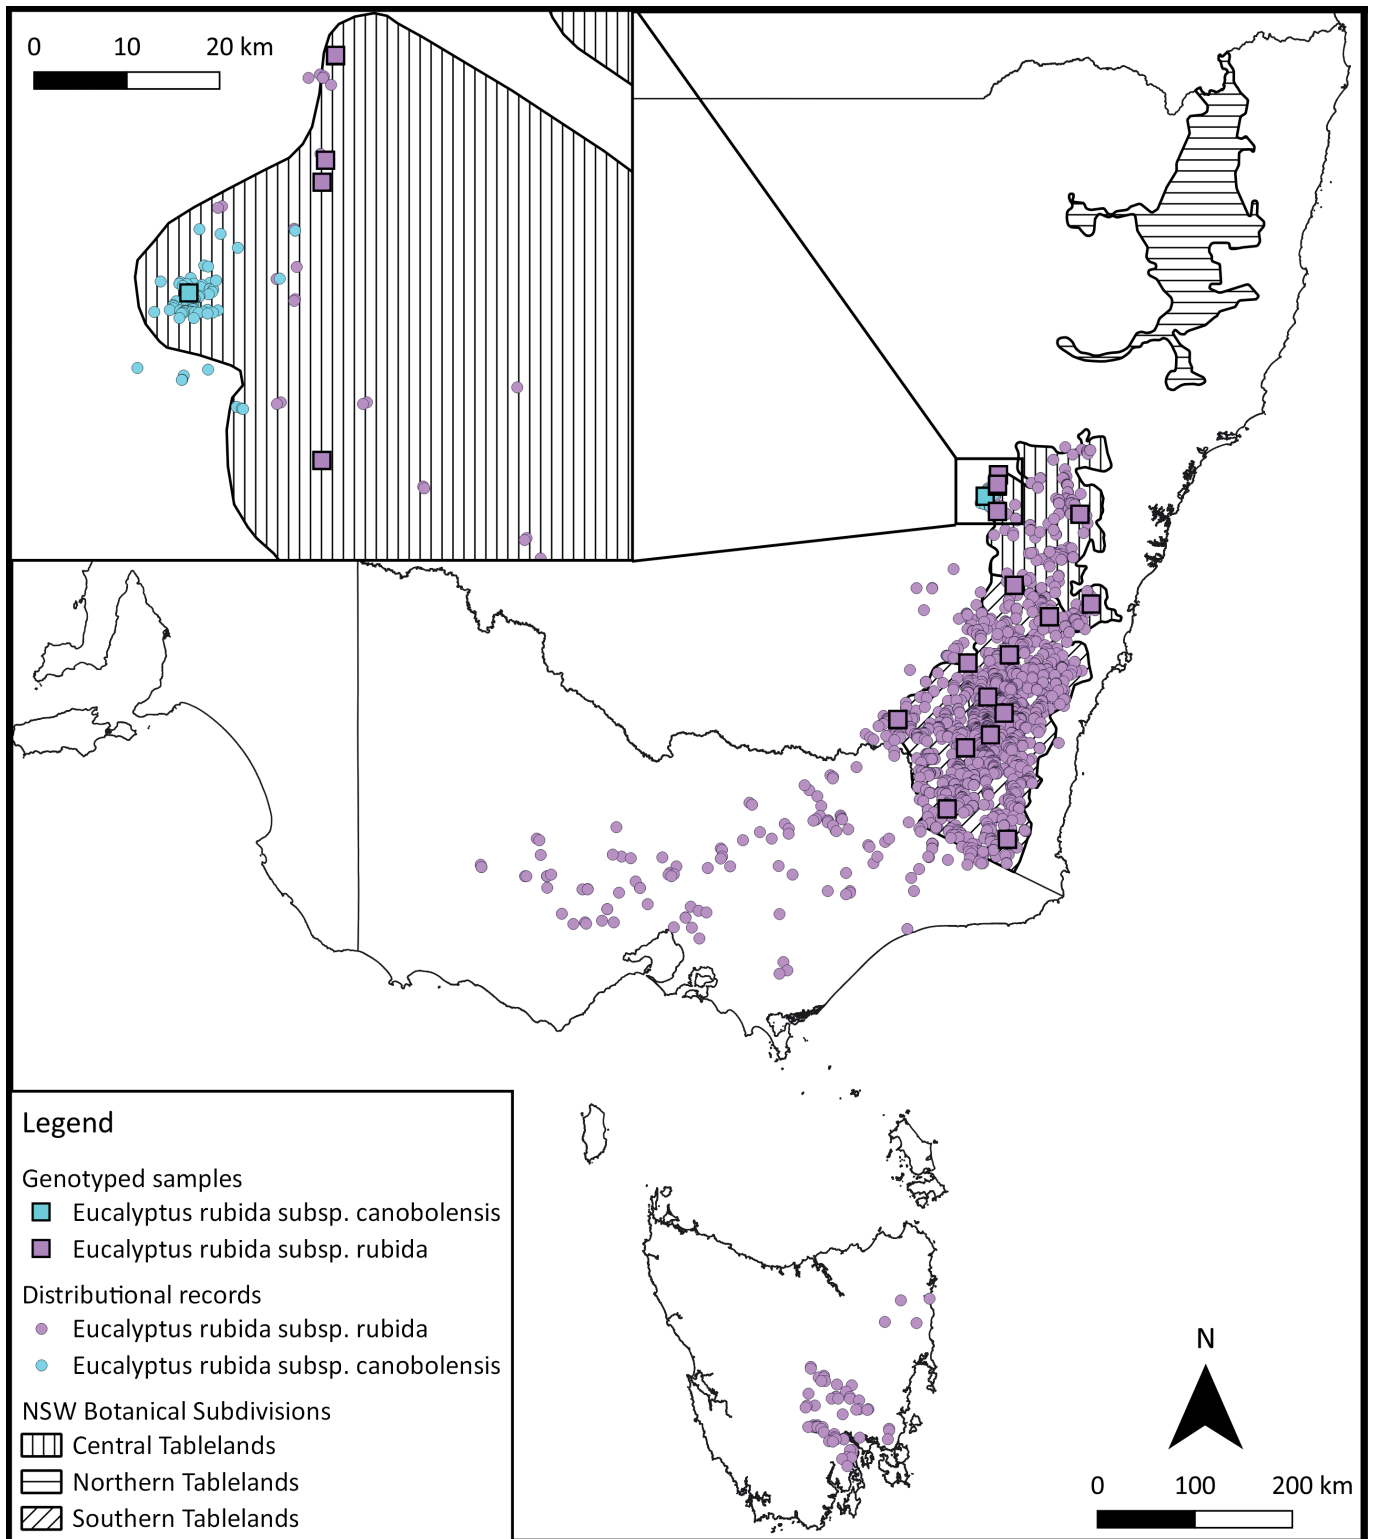 0 10 20 km
Legend
Genotyped samples
Eucalyptus rubida subsp. canobolensis
Eucalyptus rubida subsp. rubida
Distributional records
Eucalyptus rubida subsp. rubida
Eucalyptus rubida subsp. canobolensis
NSW Botanical Subdivisions
Central Tablelands
Northern Tablelands
Southern Tablelands
N
0 100 200 km